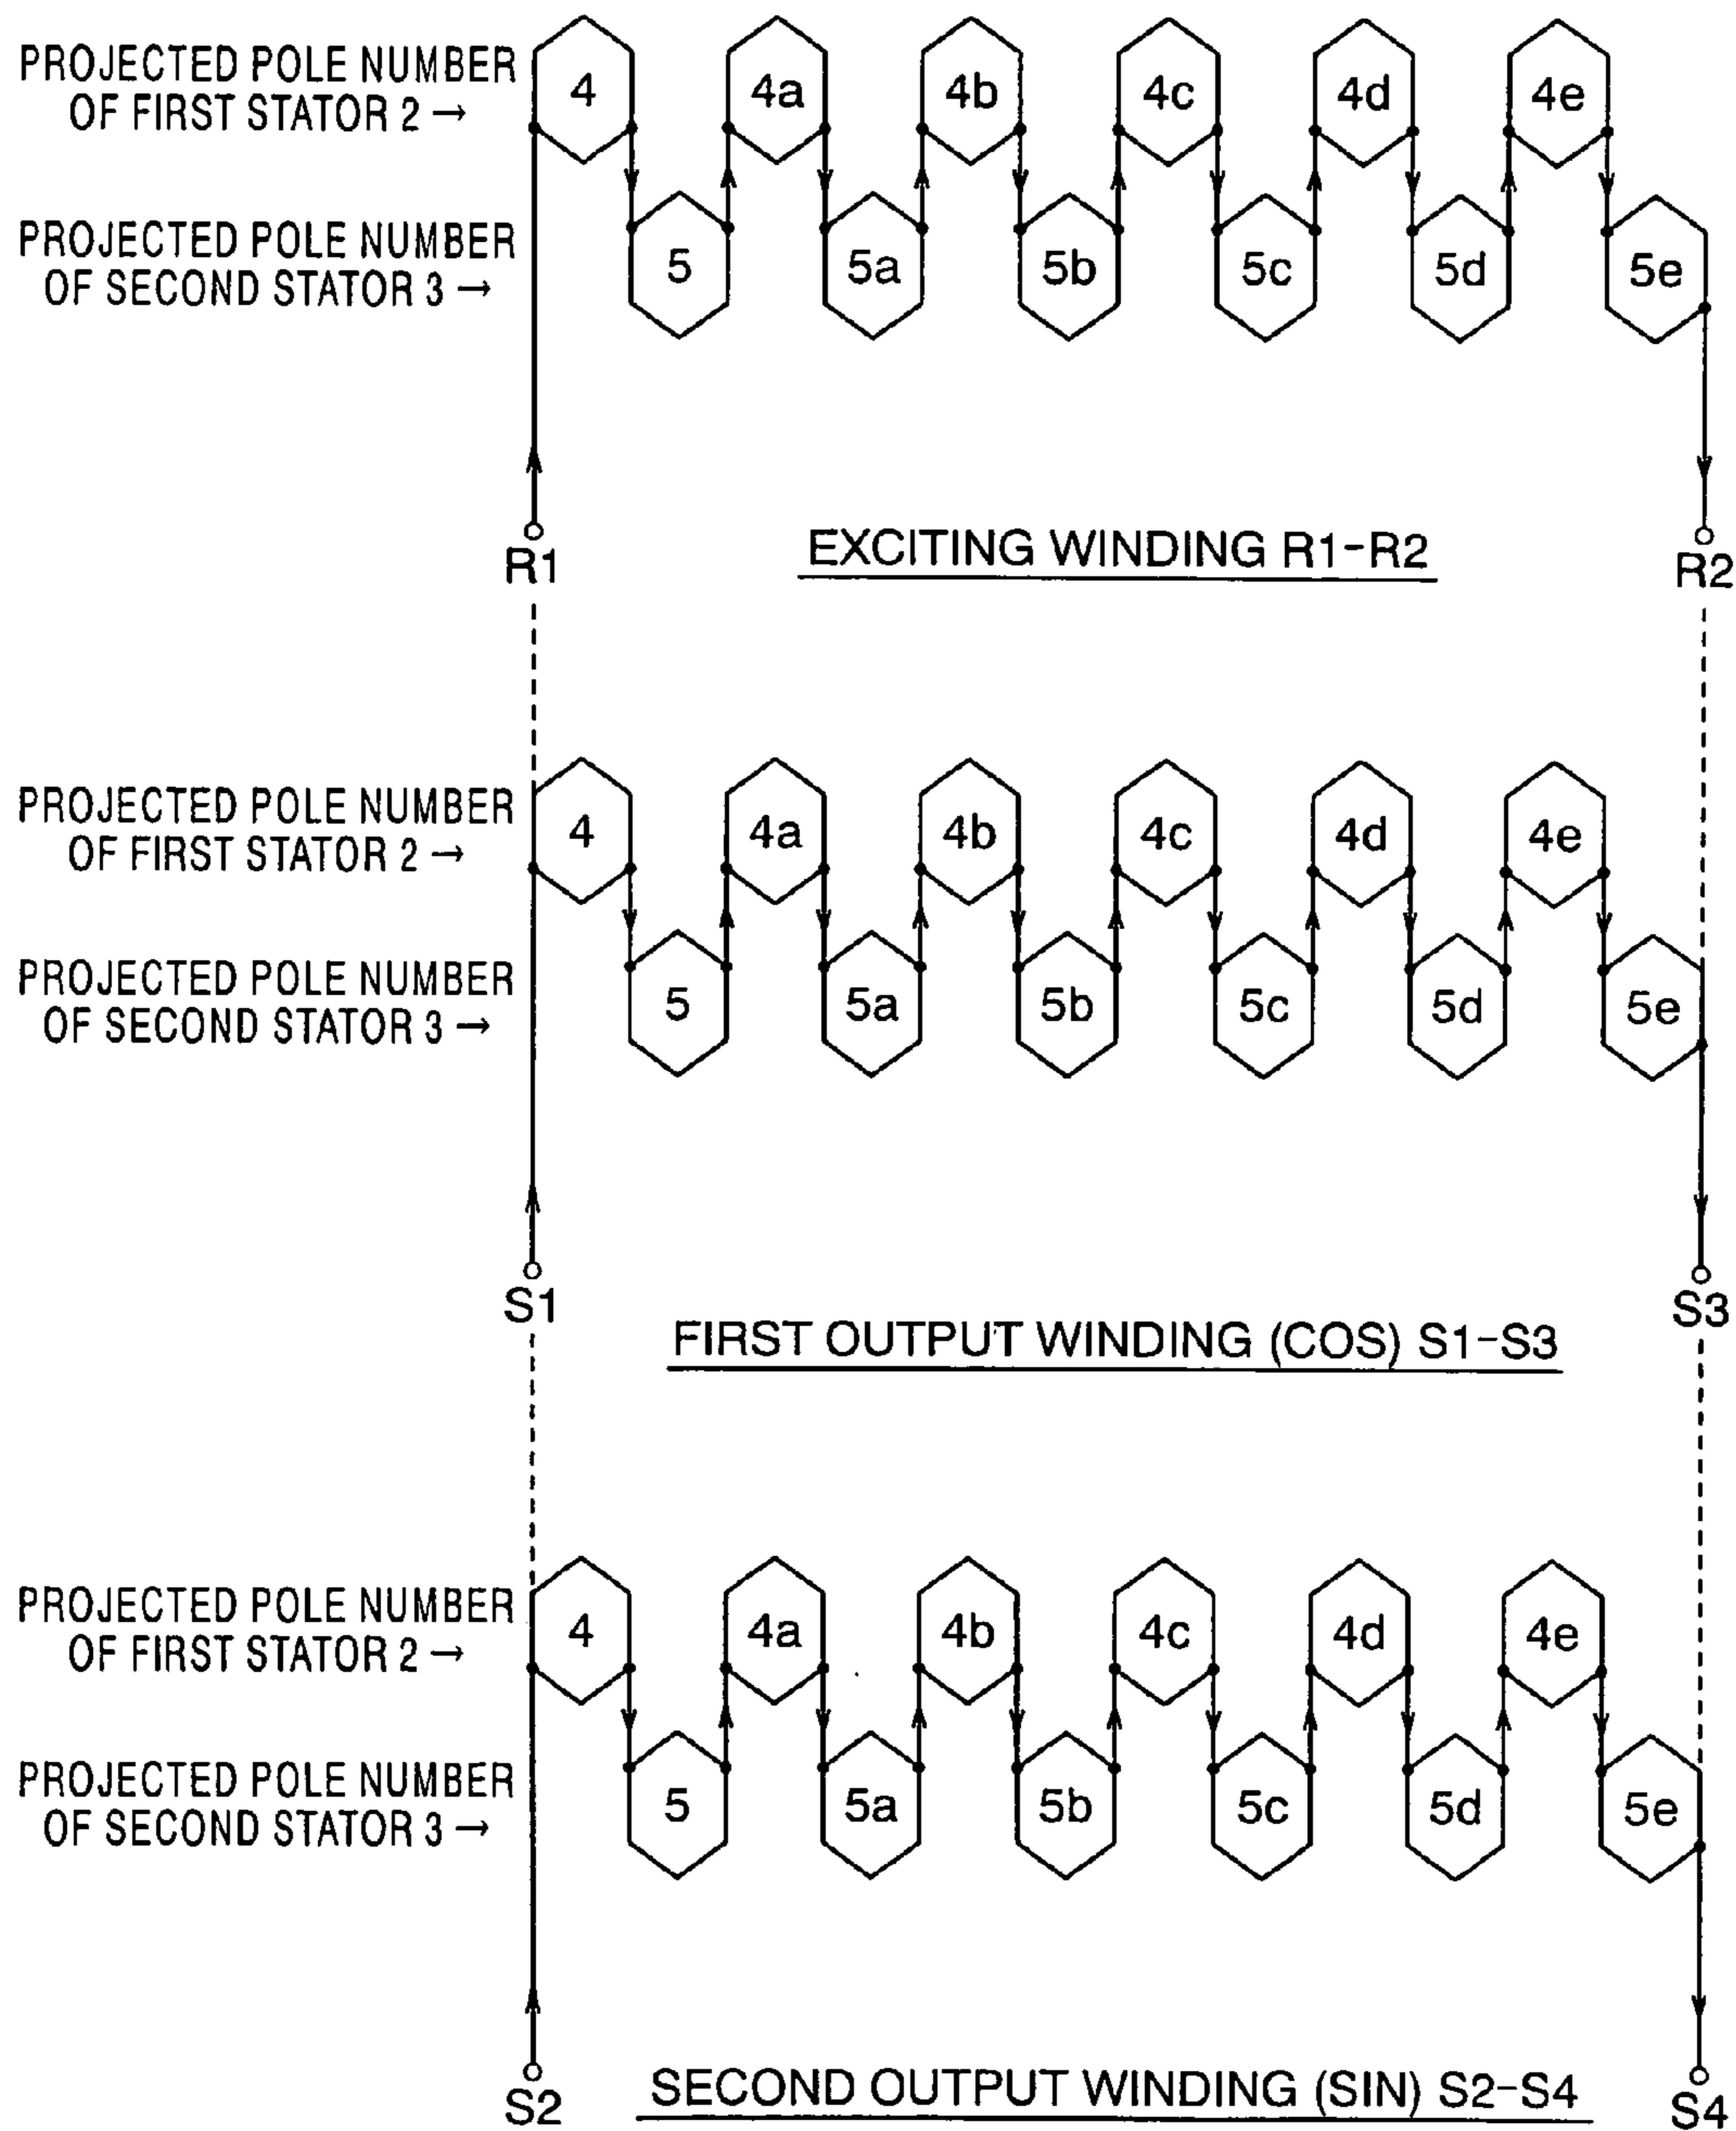 PROJECTED POLE NUMBER
OF FIRST STATOR 2 →
4 4a 4b 4c 4d 4e
PROJECTED POLE NUMBER
OF SECOND STATOR 3 →
5 5a 5b 5c 5d 5e
EXCITING WINDING R1-R2
R1
R2
PROJECTED POLE NUMBER
OF FIRST STATOR 2 →
4 4a 4b 4c 4d 4e
PROJECTED POLE NUMBER
OF SECOND STATOR 3 →
5 5a 5b 5c 5d 5e
S1
S3
FIRST OUTPUT WINDING (COS) S1-S3
PROJECTED POLE NUMBER
OF FIRST STATOR 2 →
4 4a 4b 4c 4d 4e
PROJECTED POLE NUMBER
OF SECOND STATOR 3 →
5 5a 5b 5c 5d 5e
SECOND OUTPUT WINDING (SIN) S2-S4
S2
S4